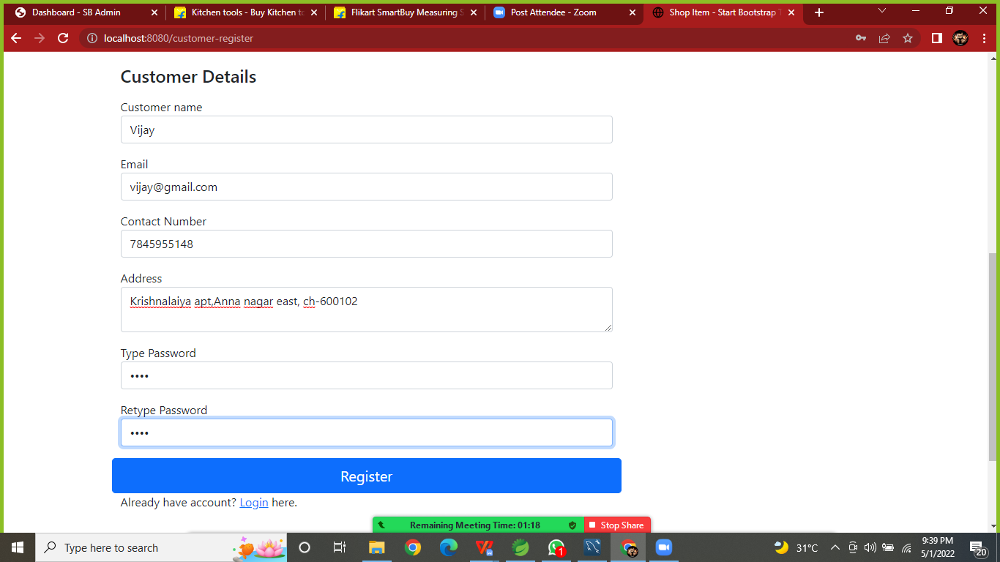 Dashboard - SB Admin
Kitchen tools - Buy Kitchen to
Flikart SmartBuy Measuring S
Post Attendee - Zoom
Shop Item - Start Bootstrap T
localhost:8080/customer-register
Customer Details
Customer name
Vijay
Email
vijay@gmail.com
Contact Number
7845955148
Address
Krishnalaiya apt,Anna nagar east, ch-600102
Type Password
••••
Retype Password
••••
Register
Already have account? Login here.
Remaining Meeting Time: 01:18
Stop Share
Type here to search
1
31°C
9:39 PM
5/1/2022
20